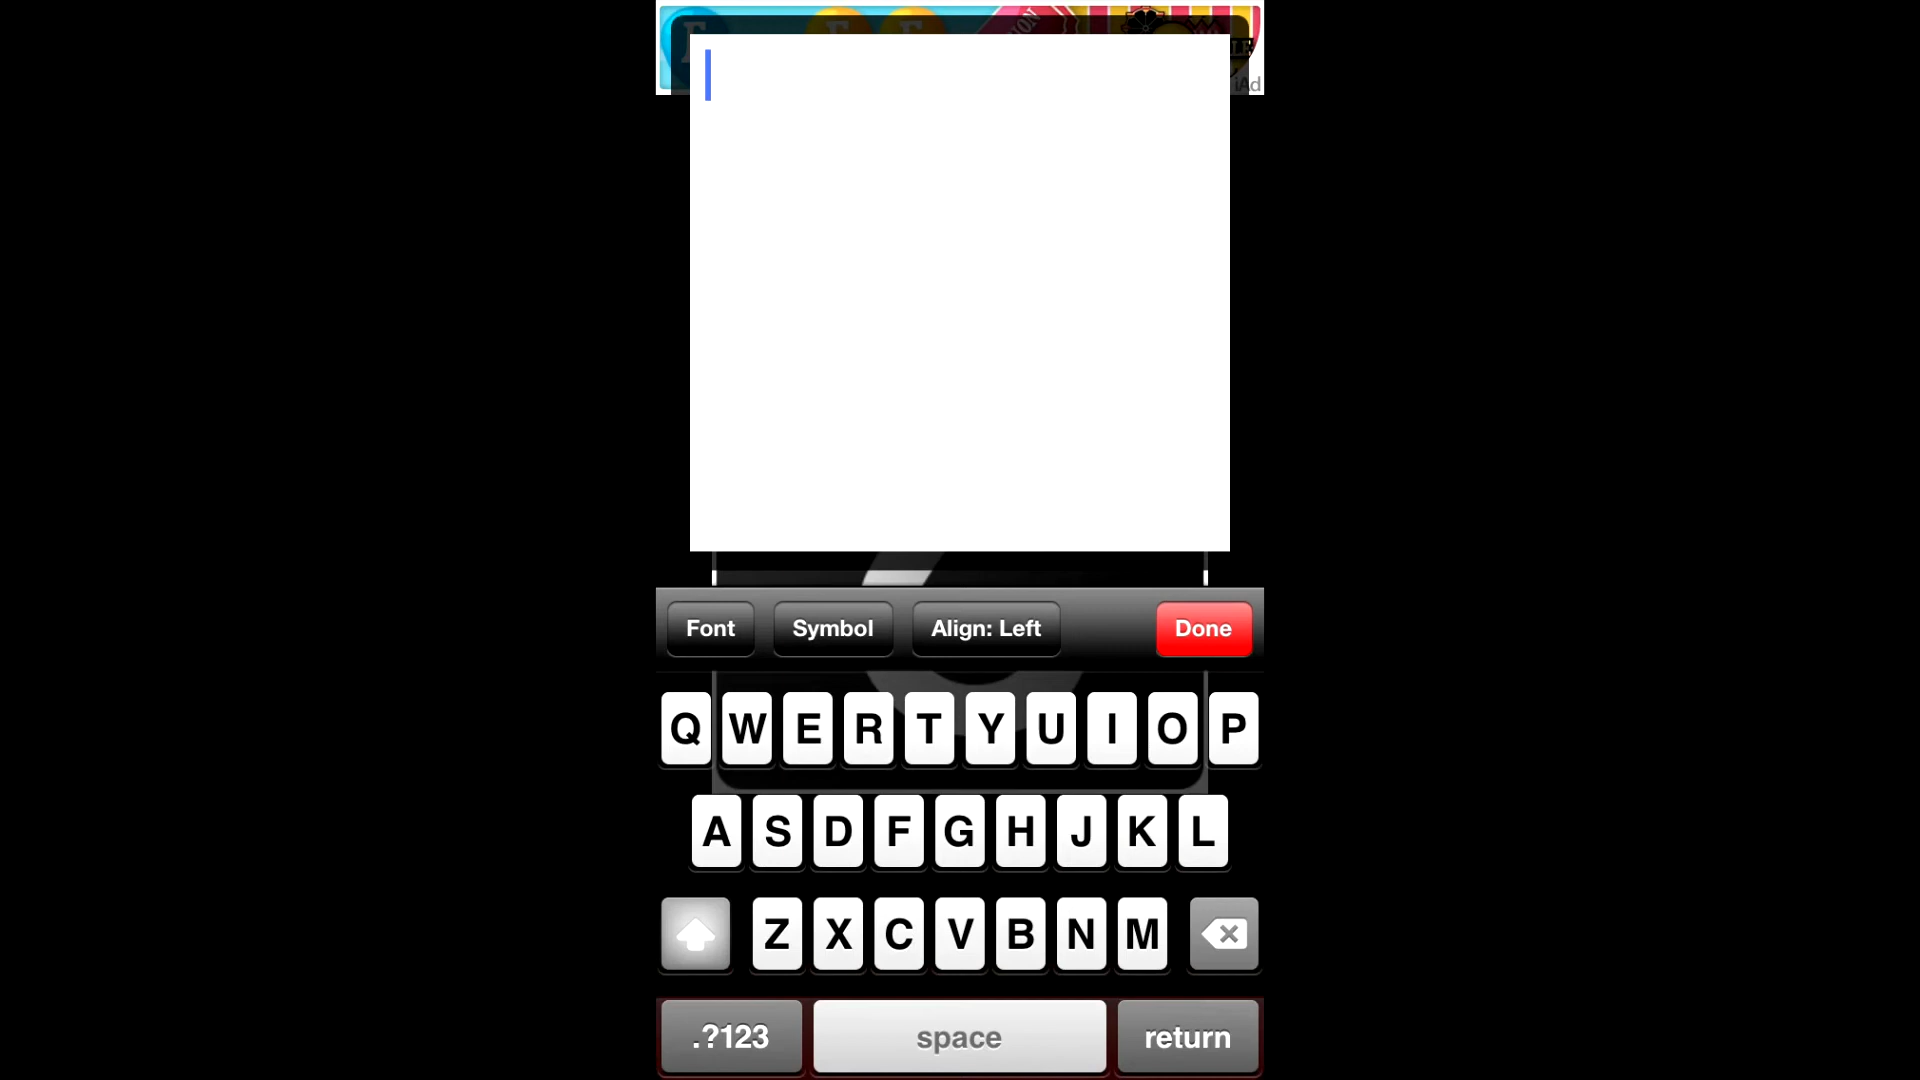 iAd
Font Symbol Align: Left Done
Q W E R T Y U I O P
A S D F G H J K L
Z X C V B N M
.?123 space return